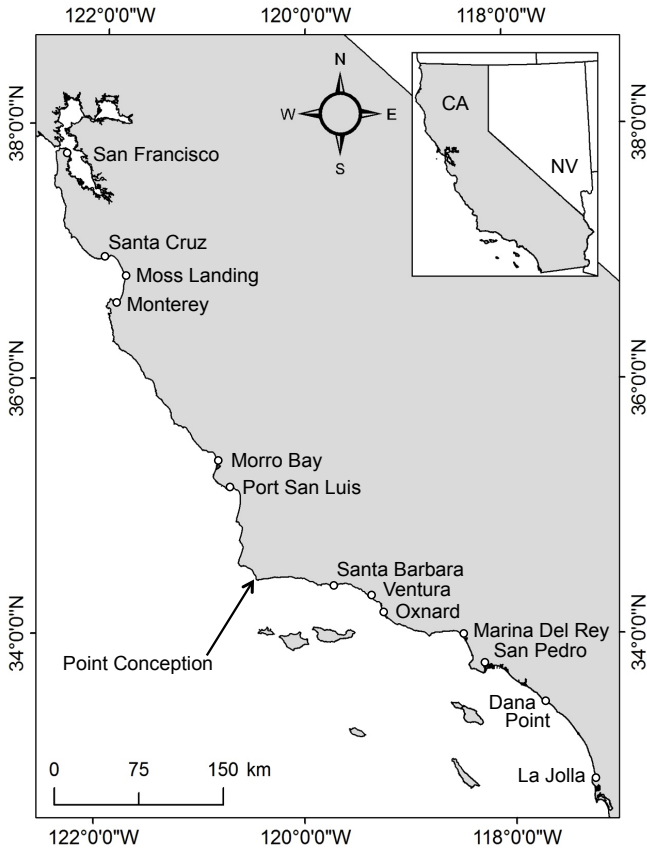 122°0'0"W 120°0'0"W 118°0'0"W
38°0'0"N
38°0'0"N
N
W E
S
CA
NV
San Francisco
Santa Cruz
Moss Landing
Monterey
36°0'0"N
36°0'0"N
Morro Bay
Port San Luis
Santa Barbara
Ventura
Oxnard
34°0'0"N
34°0'0"N
Marina Del Rey
San Pedro
Point Conception
Dana
Point
La Jolla
0 75 150 km
122°0'0"W 120°0'0"W 118°0'0"W